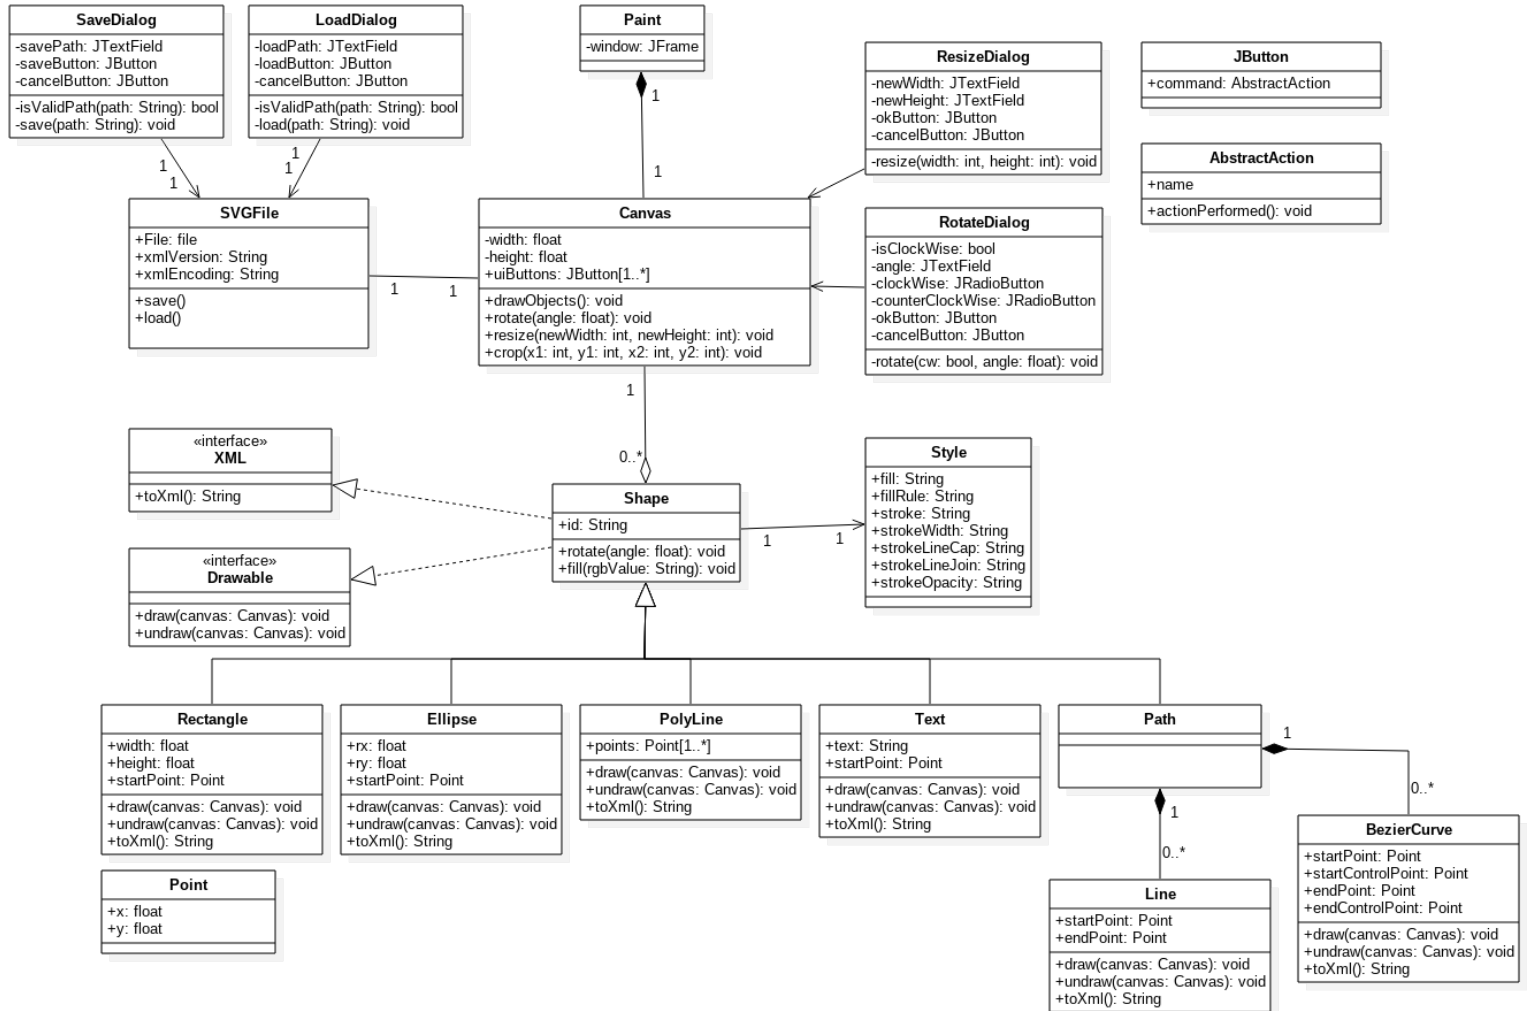 SaveDialog
-savePath: JTextField
-saveButton: JButton
-cancelButton: JButton
-isValidPath(path: String): bool
-save(path: String): void
LoadDialog
-loadPath: JTextField
-loadButton: JButton
-cancelButton: JButton
-isValidPath(path: String): bool
-load(path: String): void
Paint
-window: JFrame
ResizeDialog
-newWidth: JTextField
-newHeight: JTextField
-okButton: JButton
-cancelButton: JButton
-resize(width: int, height: int): void
JButton
+command: AbstractAction
AbstractAction
+name
+actionPerformed(): void
1
1
1
1
1
1
SVGFile
+File: file
+xmlVersion: String
+xmlEncoding: String
+save()
+load()
1
1
Canvas
-width: float
-height: float
+uiButtons: JButton[1..*]
+drawObjects(): void
+rotate(angle: float): void
+resize(newWidth: int, newHeight: int): void
+crop(x1: int, y1: int, x2: int, y2: int): void
RotateDialog
-isClockWise: bool
-angle: JTextField
-clockWise: JRadioButton
-counterClockWise: JRadioButton
-okButton: JButton
-cancelButton: JButton
-rotate(cw: bool, angle: float): void
1
0..*
«interface»
XML
+toXml(): String
«interface»
Drawable
+draw(canvas: Canvas): void
+undraw(canvas: Canvas): void
Shape
+id: String
+rotate(angle: float): void
+fill(rgbValue: String): void
1
1
Style
+fill: String
+fillRule: String
+stroke: String
+strokeWidth: String
+strokeLineCap: String
+strokeLineJoin: String
+strokeOpacity: String
Rectangle
+width: float
+height: float
+startPoint: Point
+draw(canvas: Canvas): void
+undraw(canvas: Canvas): void
+toXml(): String
Ellipse
+rx: float
+ry: float
+startPoint: Point
+draw(canvas: Canvas): void
+undraw(canvas: Canvas): void
+toXml(): String
PolyLine
+points: Point[1..*]
+draw(canvas: Canvas): void
+undraw(canvas: Canvas): void
+toXml(): String
Text
+text: String
+startPoint: Point
+draw(canvas: Canvas): void
+undraw(canvas: Canvas): void
+toXml(): String
Path
1
0..*
1
0..*
Point
+x: float
+y: float
Line
+startPoint: Point
+endPoint: Point
+draw(canvas: Canvas): void
+undraw(canvas: Canvas): void
+toXml(): String
BezierCurve
+startPoint: Point
+startControlPoint: Point
+endPoint: Point
+endControlPoint: Point
+draw(canvas: Canvas): void
+undraw(canvas: Canvas): void
+toXml(): String